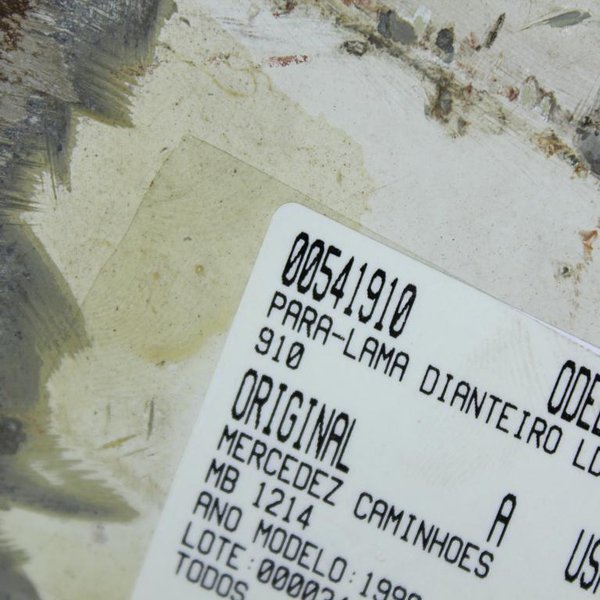 00541910
PARA-LAMA DIANTEIRO
910
ORIGINAL A
MERCEDEZ CAMINHOES
MB 1214
ANO MODELO:
LOTE:
TODOS